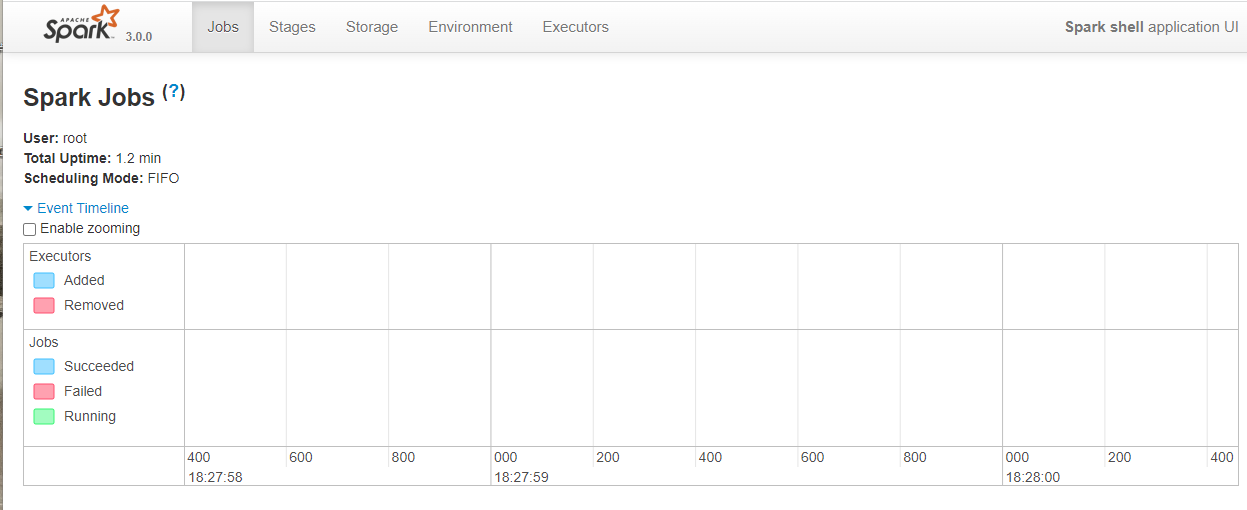 APACHE Spark 3.0.0 Jobs Stages Storage Environment Executors Spark shell application UI
Spark Jobs (?)
User: root
Total Uptime: 1.2 min
Scheduling Mode: FIFO
Event Timeline
Enable zooming
Executors
Added
Removed
Jobs
Succeeded
Failed
Running
400 600 800 000 200 400 600 800 000 200 400
18:27:58 18:27:59 18:28:00